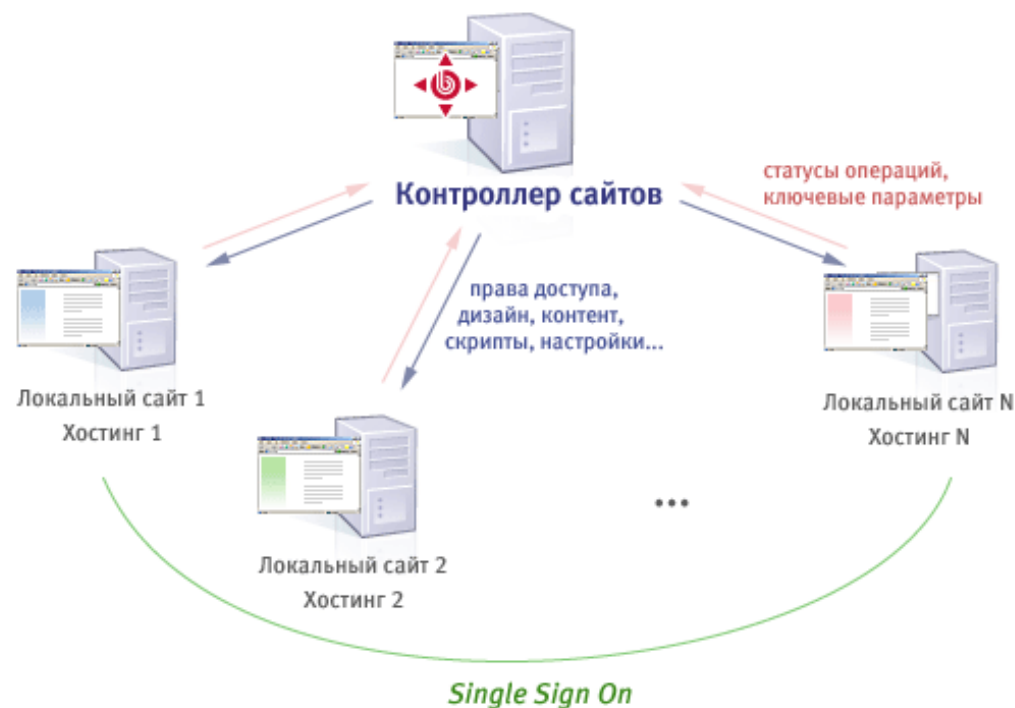 Контроллер сайтов
статусы операций,
ключевые параметры
права доступа,
дизайн, контент,
скрипты, настройки...
Локальный сайт 1
Хостинг 1
Локальный сайт N
Хостинг N
...
Локальный сайт 2
Хостинг 2
Single Sign On